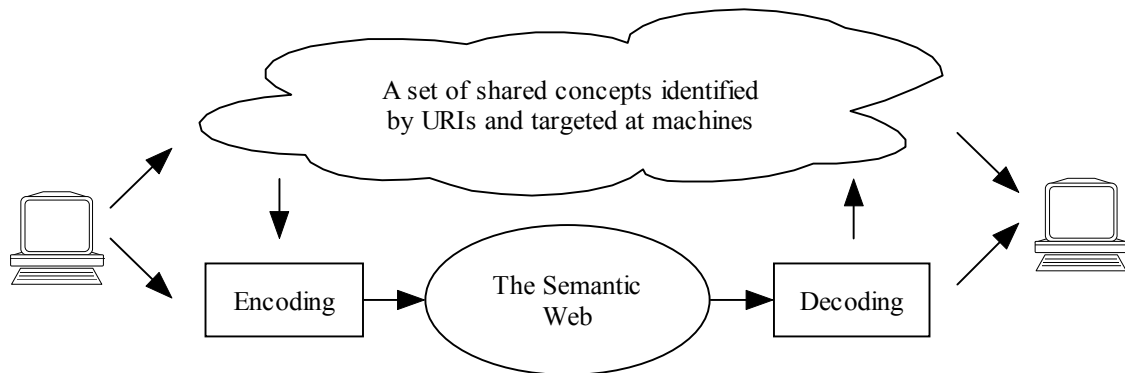 A set of shared concepts identified
by URIs and targeted at machines
Encoding
The Semantic
Web
Decoding